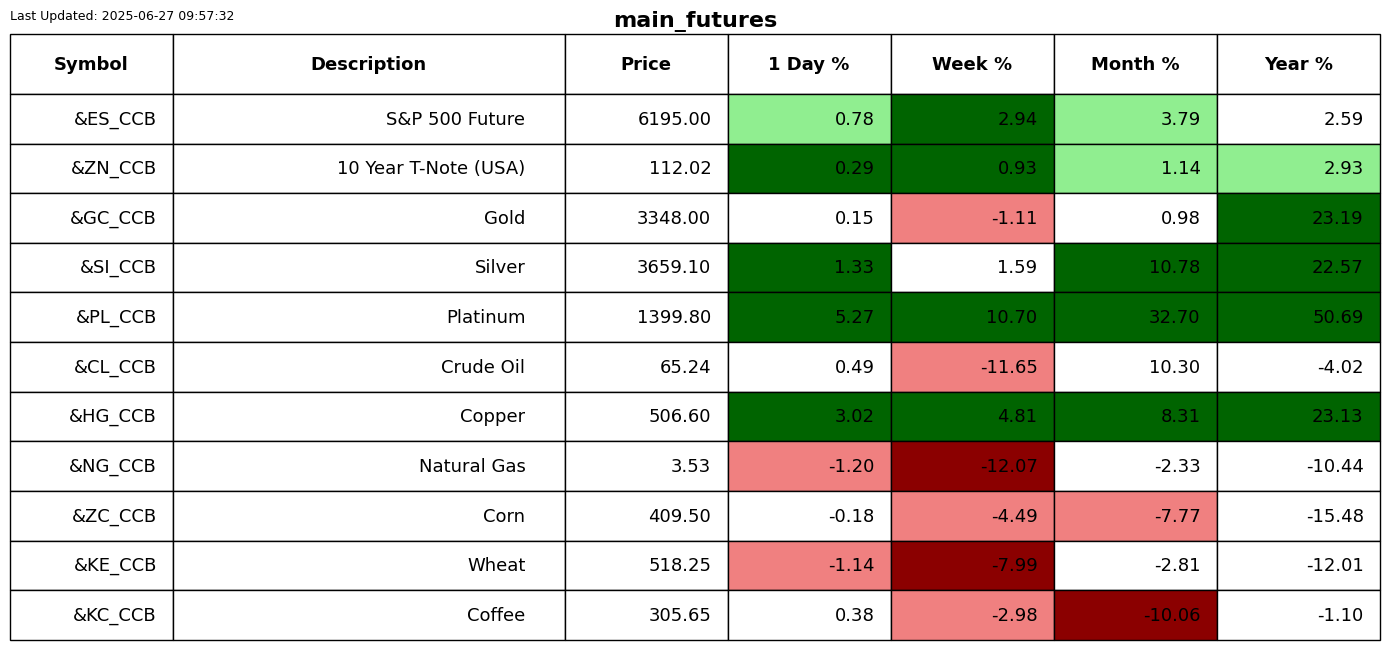 Last Updated: 2025-06-27 09:57:32
main_futures
Symbol Description Price 1 Day % Week % Month % Year %
&ES_CCB S&P 500 Future 6195.00 0.78 2.94 3.79 2.59
&ZN_CCB 10 Year T-Note (USA) 112.02 0.29 0.93 1.14 2.93
&GC_CCB Gold 3348.00 0.15 -1.11 0.98 23.19
&SI_CCB Silver 3659.10 1.33 1.59 10.78 22.57
&PL_CCB Platinum 1399.80 5.27 10.70 32.70 50.69
&CL_CCB Crude Oil 65.24 0.49 -11.65 10.30 -4.02
&HG_CCB Copper 506.60 3.02 4.81 8.31 23.13
&NG_CCB Natural Gas 3.53 -1.20 -12.07 -2.33 -10.44
&ZC_CCB Corn 409.50 -0.18 -4.49 -7.77 -15.48
&KE_CCB Wheat 518.25 -1.14 -7.99 -2.81 -12.01
&KC_CCB Coffee 305.65 0.38 -2.98 -10.06 -1.10